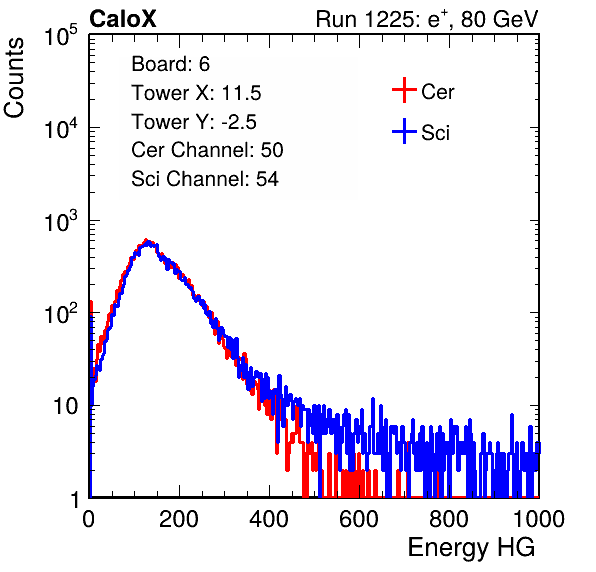 CaloX Run 1225: e⁺, 80 GeV
Counts
Board: 6
Tower X: 11.5
Tower Y: -2.5
Cer Channel: 50
Sci Channel: 54
Cer
Sci
10⁵
10⁴
10³
10²
10
1
0 200 400 600 800 1000
Energy HG